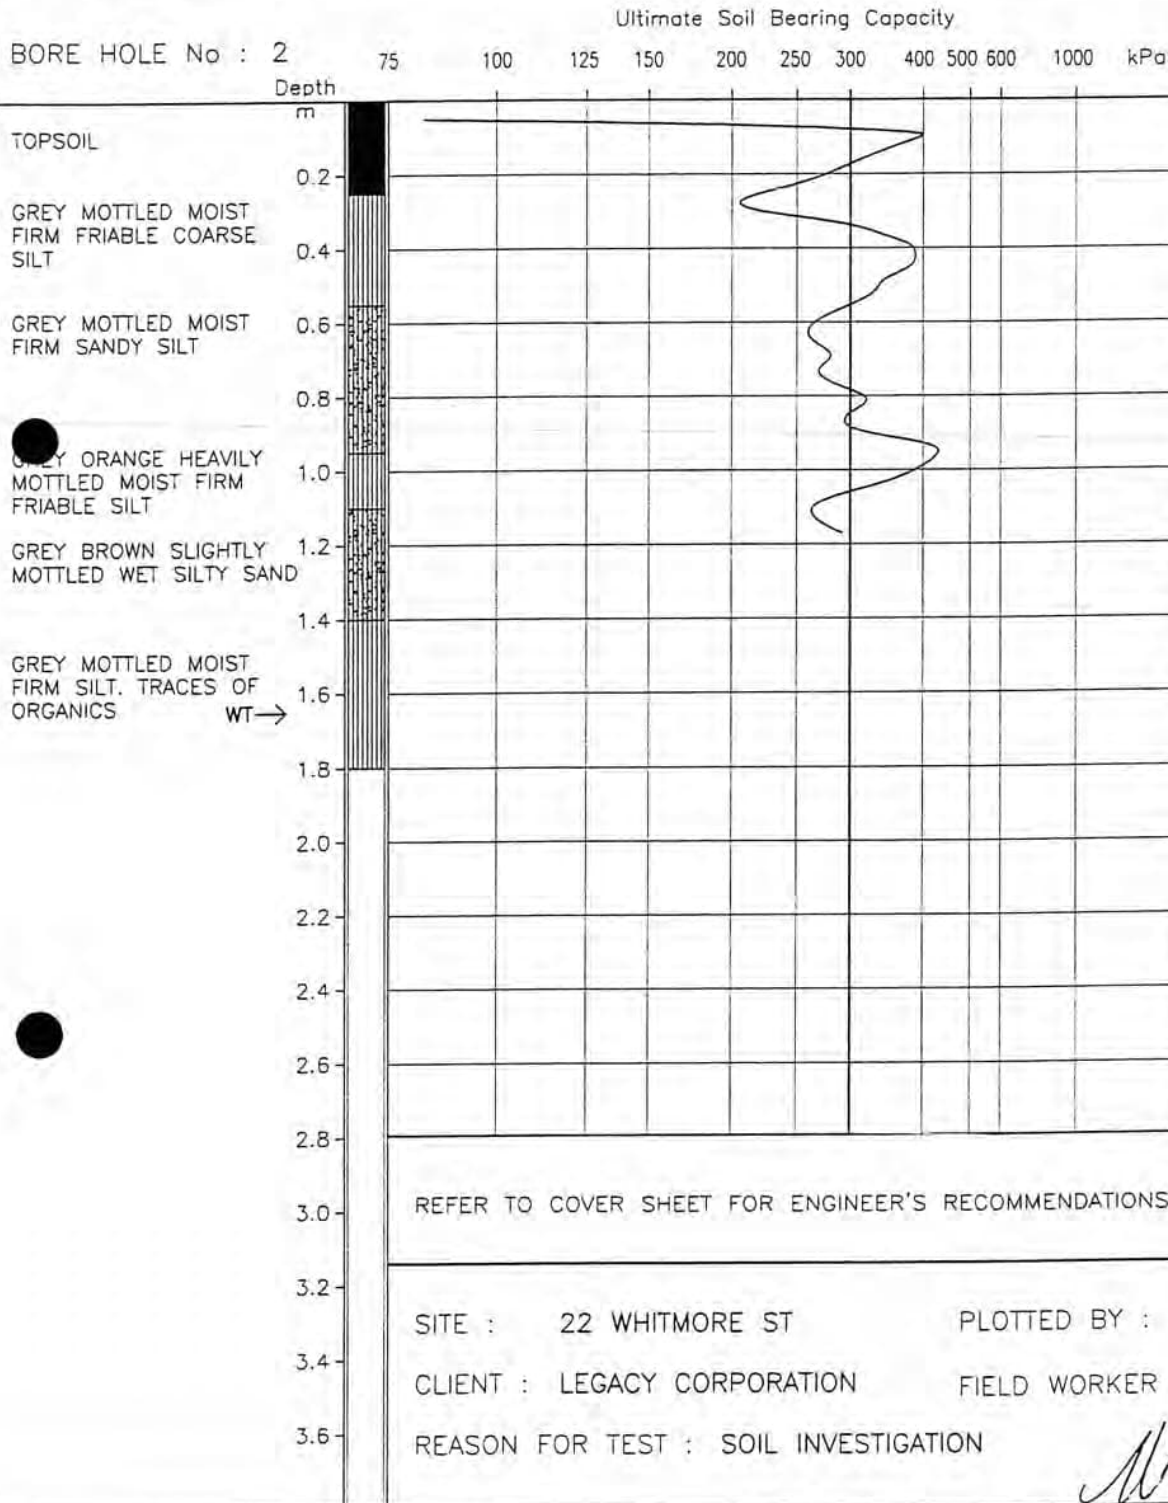 Ultimate Soil Bearing Capacity
BORE HOLE No : 2
75 100 125 150 200 250 300 400 500 600 1000 kPa
Depth
m
TOPSOIL
0.2
GREY MOTTLED MOIST
FIRM FRIABLE COARSE
SILT
0.4
GREY MOTTLED MOIST
FIRM SANDY SILT
0.6
0.8
ORANGE HEAVILY
MOTTLED MOIST FIRM
FRIABLE SILT
1.0
GREY BROWN SLIGHTLY
MOTTLED WET SILTY SAND
1.2
1.4
GREY MOTTLED MOIST
FIRM SILT. TRACES OF
ORGANICS WT→
1.6
1.8
2.0
2.2
2.4
2.6
2.8
3.0
REFER TO COVER SHEET FOR ENGINEER'S RECOMMENDATIONS
3.2
SITE : 22 WHITMORE ST PLOTTED BY :
3.4
CLIENT : LEGACY CORPORATION FIELD WORKER
3.6
REASON FOR TEST : SOIL INVESTIGATION